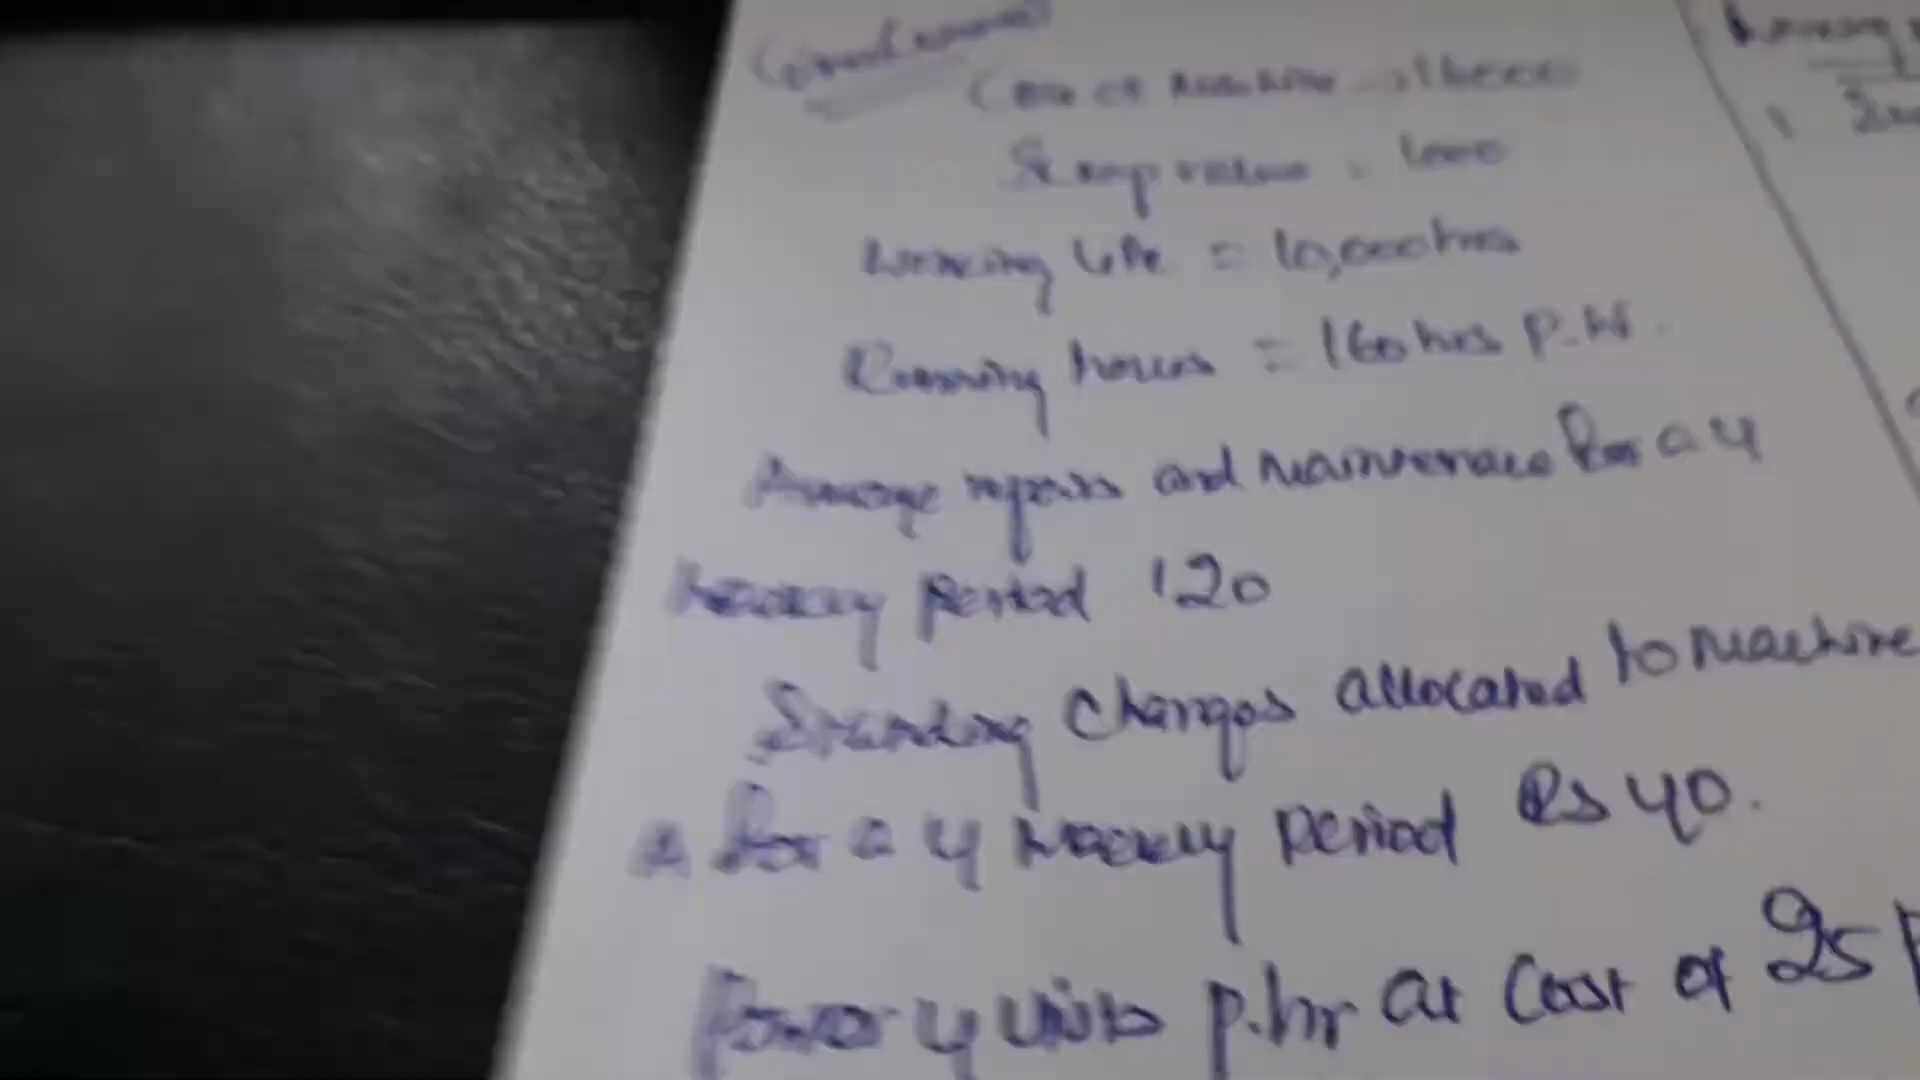 Cost of Machine → 16000
Scrap value = 1000
Working life = 10,000 hrs
Running hours = 160 hrs P.
Average repairs and maintenance for a 4
weekly period 120
Standing charges allocated to machine
for a 4 weekly period Rs 40.
Power 4 units p.hr at cost of 25 P